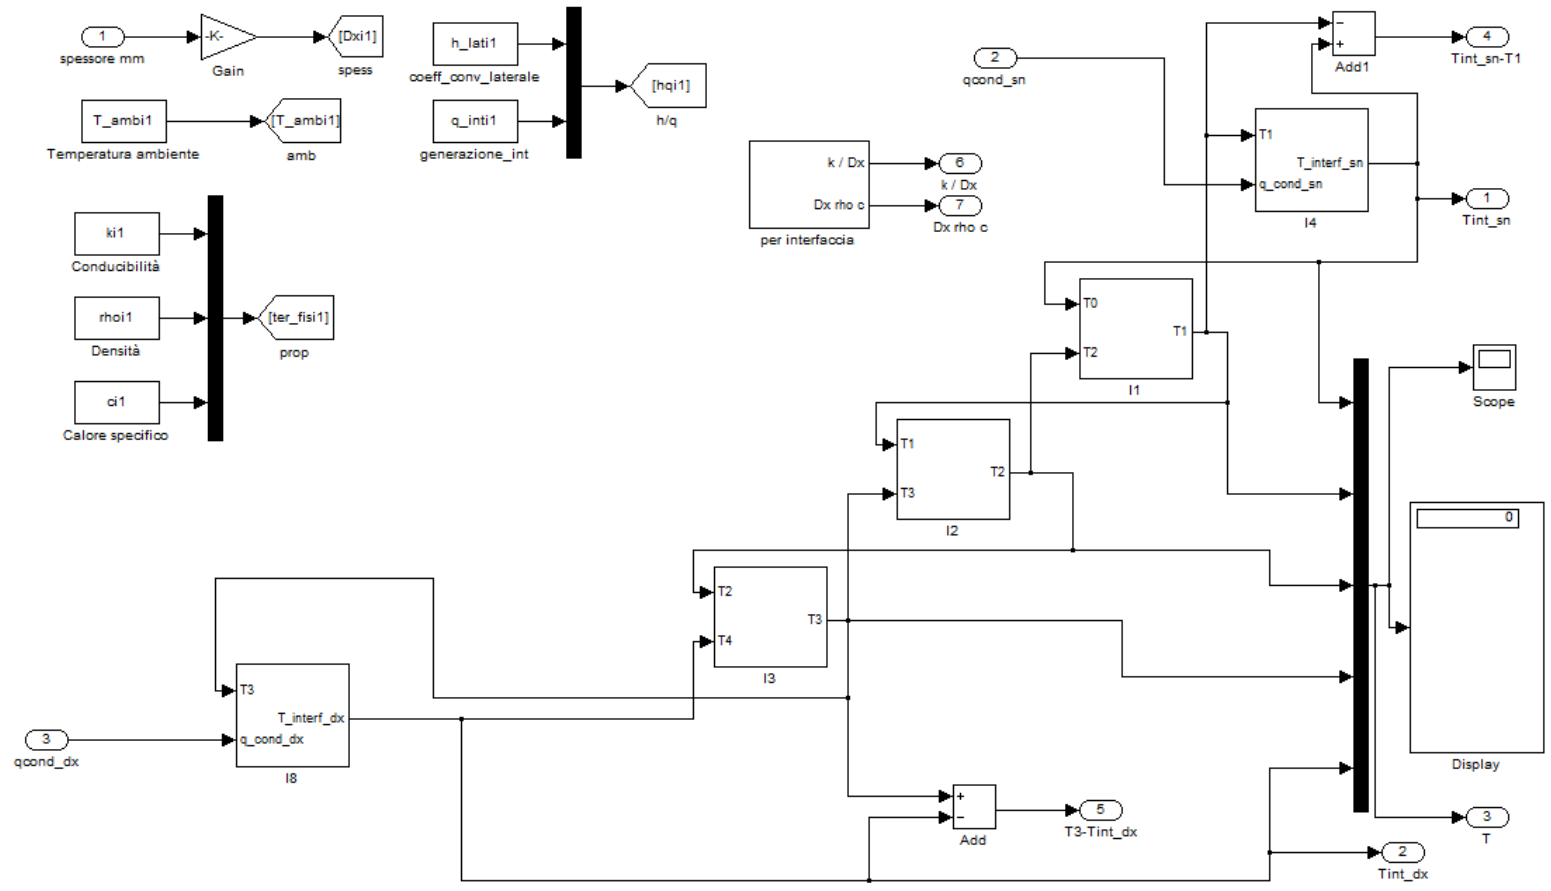 1
spessore mm
-K-
Gain
[Dxi1]
spess
T_ambi1
Temperatura ambiente
[T_ambi1]
amb
h_lati1
coeff_conv_laterale
q_inti1
generazione_int
[hqi1]
h/q
ki1
Conducibilità
rhoi1
Densità
ci1
Calore specifico
[ter_fisi1]
prop
k / Dx
Dx rho c
per interfaccia
6
k / Dx
7
Dx rho c
2
qcond_sn
−
+
Add1
4
Tint_sn-T1
T1
q_cond_sn
T_interf_sn
I4
1
Tint_sn
T0
T2
T1
I1
T1
T3
T2
I2
T2
T4
T3
I3
T3
q_cond_dx
T_interf_dx
I8
3
qcond_dx
+
−
Add
5
T3-Tint_dx
Scope
0
Display
3
T
2
Tint_dx